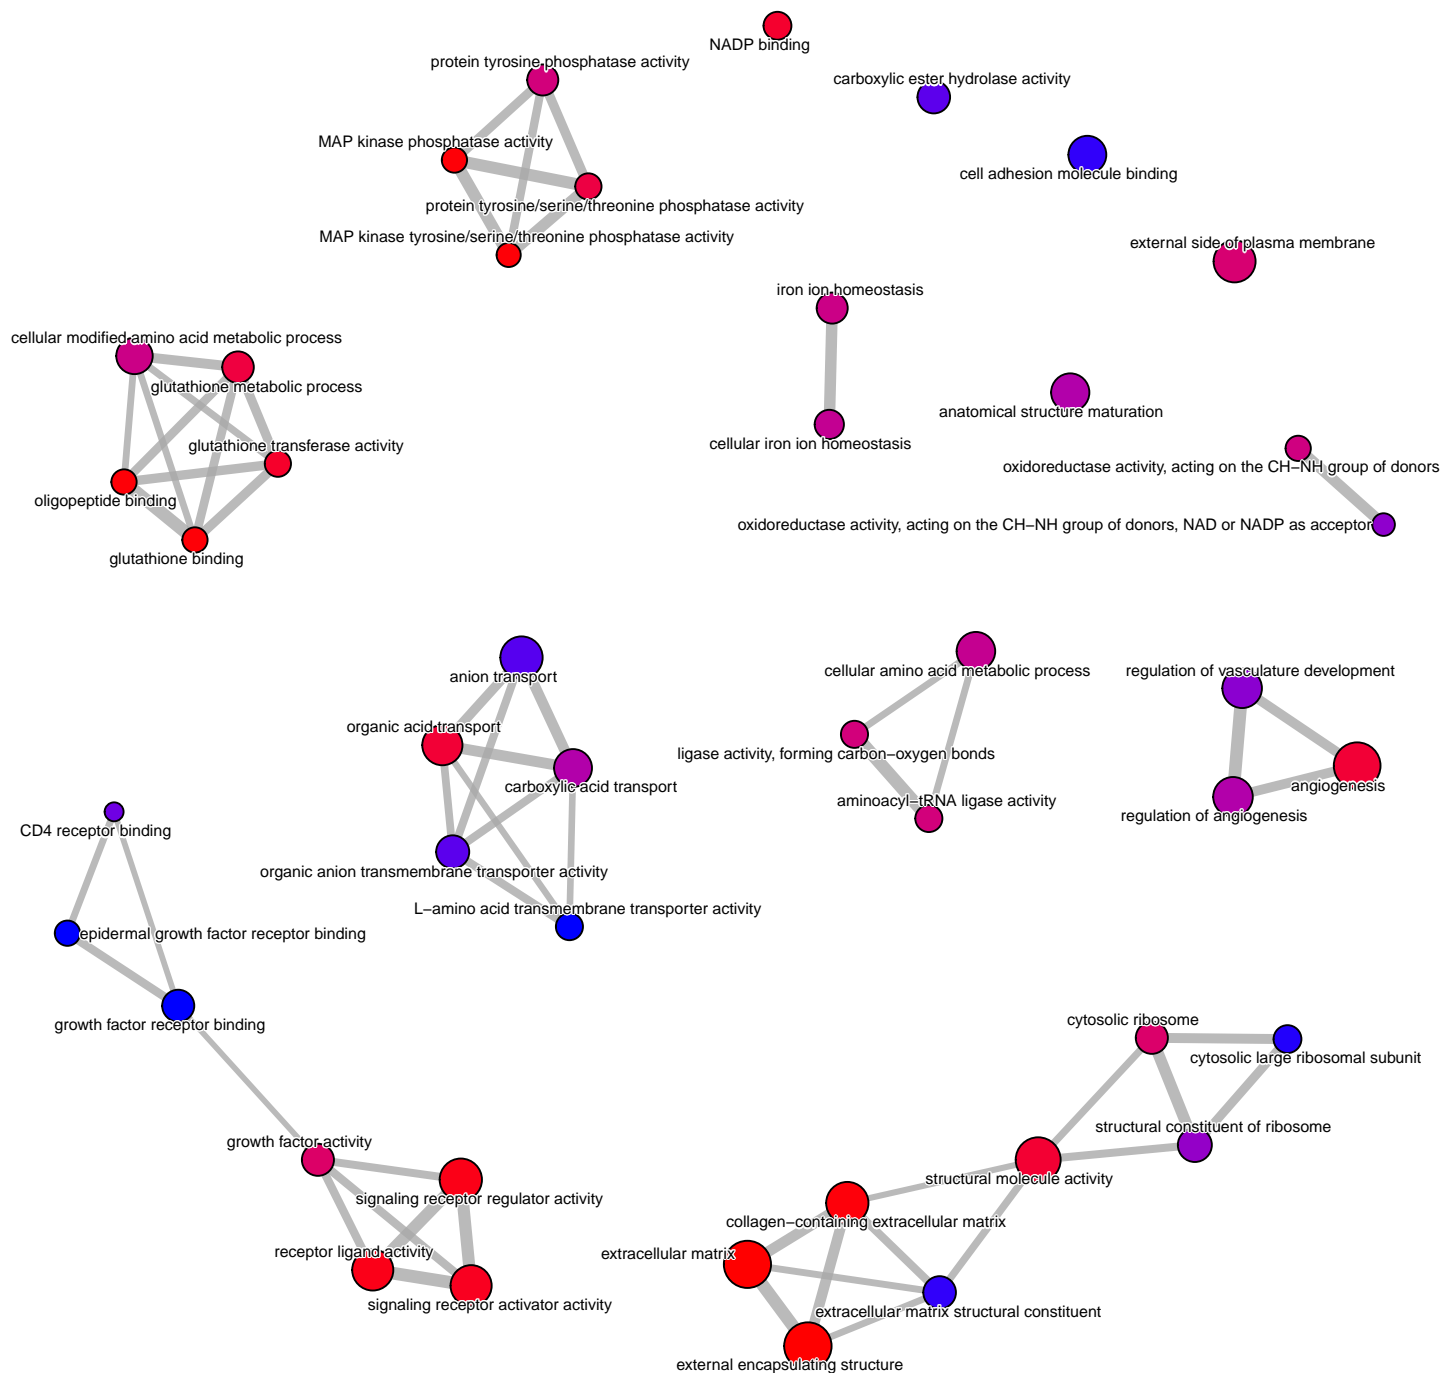 NADP binding
protein tyrosine phosphatase activity
carboxylic ester hydrolase activity
MAP kinase phosphatase activity
cell adhesion molecule binding
protein tyrosine/serine/threonine phosphatase activity
MAP kinase tyrosine/serine/threonine phosphatase activity
external side of plasma membrane
iron ion homeostasis
cellular modified amino acid metabolic process
glutathione metabolic process
anatomical structure maturation
cellular iron ion homeostasis
glutathione transferase activity
oxidoreductase activity, acting on the CH−NH group of donors
oligopeptide binding
oxidoreductase activity, acting on the CH−NH group of donors, NAD or NADP as acceptor
glutathione binding
anion transport
cellular amino acid metabolic process
regulation of vasculature development
organic acid transport
ligase activity, forming carbon−oxygen bonds
carboxylic acid transport
angiogenesis
aminoacyl−tRNA ligase activity
regulation of angiogenesis
CD4 receptor binding
organic anion transmembrane transporter activity
L−amino acid transmembrane transporter activity
epidermal growth factor receptor binding
growth factor receptor binding
cytosolic ribosome
cytosolic large ribosomal subunit
structural constituent of ribosome
growth factor activity
structural molecule activity
signaling receptor regulator activity
collagen−containing extracellular matrix
receptor ligand activity
extracellular matrix
signaling receptor activator activity
extracellular matrix structural constituent
external encapsulating structure